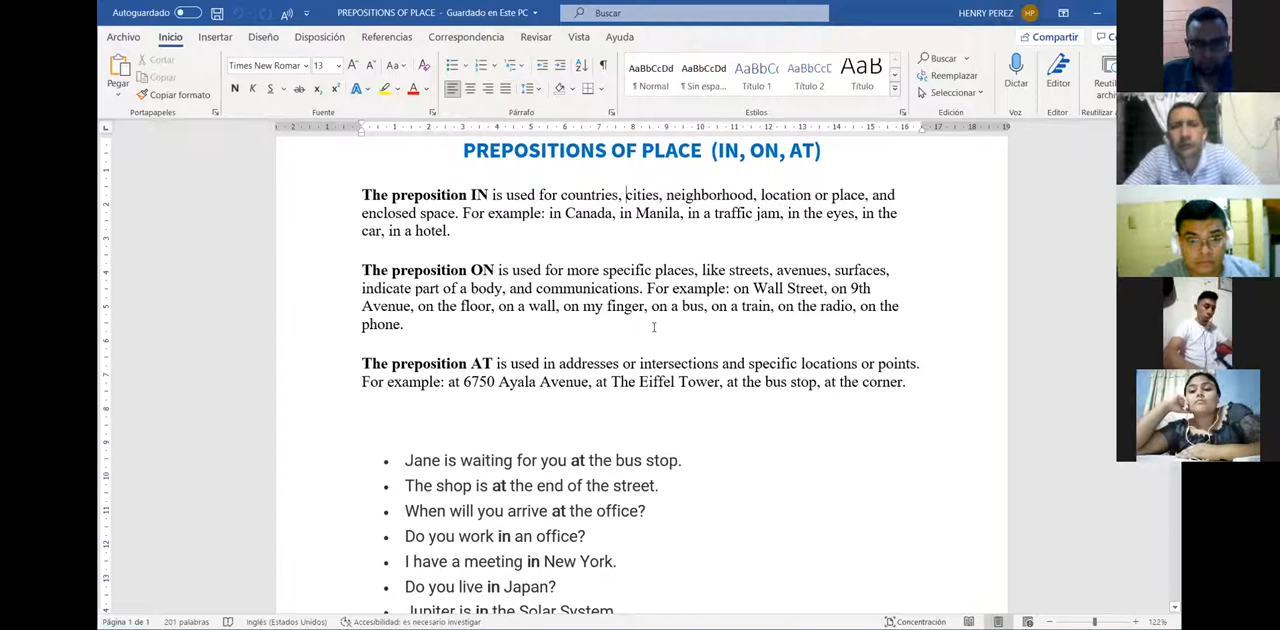 Autoguardado
PREPOSITIONS OF PLACE - Guardado en Este PC
Buscar
HENRY PEREZ HP
Archivo Inicio Insertar Diseño Disposición Referencias Correspondencia Revisar Vista Ayuda
Compartir
Pegar
Cortar
Copiar
Copiar formato
Portapapeles
Times New Romar 13
Fuente
Párrafo
AaBbCcDd AaBbCcDd AaBbCc AaBbCcD AaB
¶ Normal ¶ Sin espa... Título 1 Título 2 Título
Estilos
Buscar
Reemplazar
Seleccionar
Edición
Dictar
Voz
Editor
Editor
Reutili
archi
Reutilizar a
PREPOSITIONS OF PLACE (IN, ON, AT)
The preposition IN is used for countries, cities, neighborhood, location or place, and
enclosed space. For example: in Canada, in Manila, in a traffic jam, in the eyes, in the
car, in a hotel.
The preposition ON is used for more specific places, like streets, avenues, surfaces,
indicate part of a body, and communications. For example: on Wall Street, on 9th
Avenue, on the floor, on a wall, on my finger, on a bus, on a train, on the radio, on the
phone.
The preposition AT is used in addresses or intersections and specific locations or points.
For example: at 6750 Ayala Avenue, at The Eiffel Tower, at the bus stop, at the corner.
• Jane is waiting for you at the bus stop.
• The shop is at the end of the street.
• When will you arrive at the office?
• Do you work in an office?
• I have a meeting in New York.
• Do you live in Japan?
• Jupiter is in the Solar System
Página 1 de 1 201 palabras Inglés (Estados Unidos) Accesibilidad: es necesario investigar
Concentración
122%